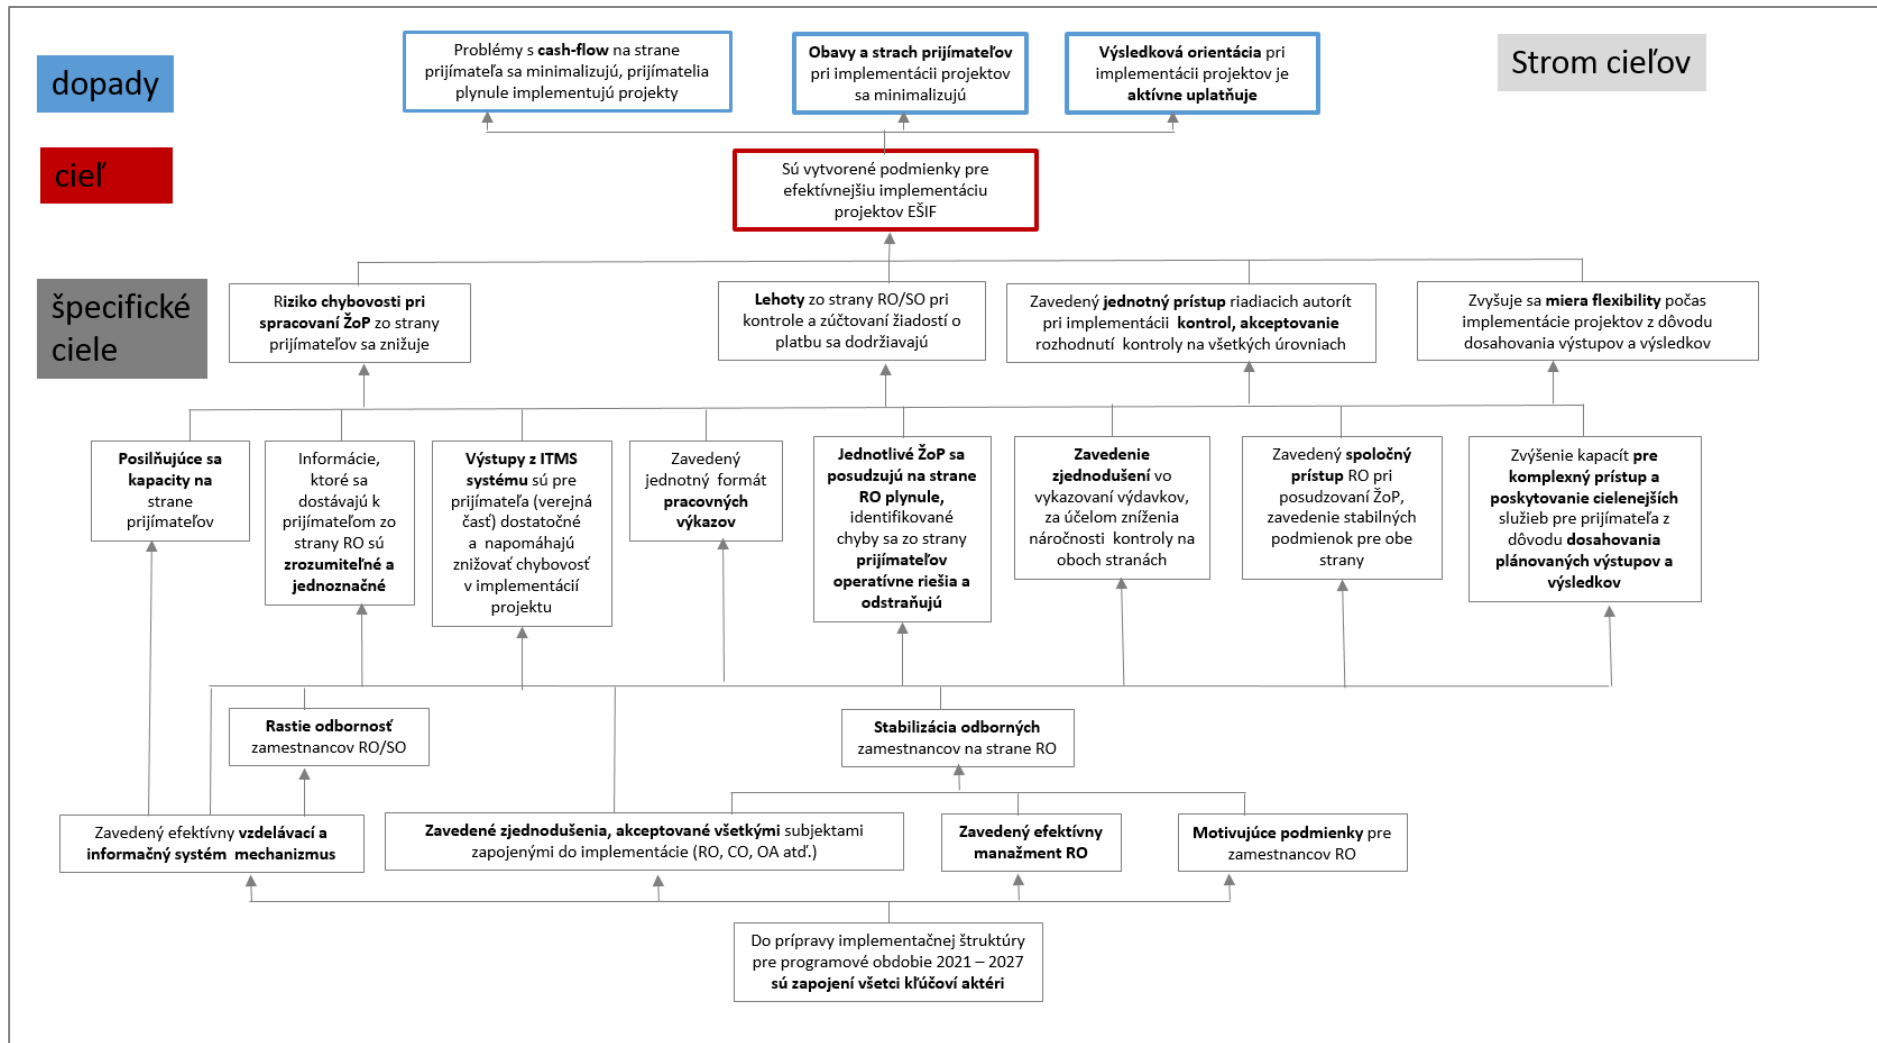 dopady
Problémy s cash-flow na strane
prijímateľa sa minimalizujú, prijímatelia
plynule implementujú projekty
Obavy a strach prijímateľov
pri implementácii projektov
sa minimalizujú
Výsledková orientácia pri
implementácii projektov je
aktívne uplatňuje
Strom cieľov
cieľ
Sú vytvorené podmienky pre
efektívnejšiu implementáciu
projektov EŠIF
špecifické
ciele
Riziko chybovosti pri
spracovaní ŽoP zo strany
prijímateľov sa znižuje
Lehoty zo strany RO/SO pri
kontrole a zúčtovaní žiadostí o
platbu sa dodržiavajú
Zavedený jednotný prístup riadiacich autorít
pri implementácii kontrol, akceptovanie
rozhodnutí kontroly na všetkých úrovniach
Zvyšuje sa miera flexibility počas
implementácie projektov z dôvodu
dosahovania výstupov a výsledkov
Posilňujúce sa
kapacity na
strane
prijímateľov
Informácie,
ktoré sa
dostávajú k
prijímateľom zo
strany RO sú
zrozumiteľné a
jednoznačné
Výstupy z ITMS
systému sú pre
prijímateľa (verejná
časť) dostatočné
a napomáhajú
znižovať chybovosť
v implementácií
projektu
Zavedený
jednotný formát
pracovných
výkazov
Jednotlivé ŽoP sa
posudzujú na strane
RO plynule,
identifikované
chyby sa zo strany
prijímateľov
operatívne riešia a
odstraňujú
Zavedenie
zjednodušení vo
vykazovaní výdavkov,
za účelom zníženia
náročnosti kontroly na
oboch stranách
Zavedený spoločný
prístup RO pri
posudzovaní ŽoP,
zavedenie stabilných
podmienok pre obe
strany
Zvýšenie kapacít pre
komplexný prístup a
poskytovanie cielenejších
služieb pre prijímateľa z
dôvodu dosahovania
plánovaných výstupov a
výsledkov
Rastie odbornosť
zamestnancov RO/SO
Stabilizácia odborných
zamestnancov na strane RO
Zavedený efektívny vzdelávací a
informačný systém mechanizmus
Zavedené zjednodušenia, akceptované všetkými subjektami
zapojenými do implementácie (RO, CO, OA atď.)
Zavedený efektívny
manažment RO
Motivujúce podmienky pre
zamestnancov RO
Do prípravy implementačnej štruktúry
pre programové obdobie 2021 – 2027
sú zapojení všetci kľúčoví aktéri